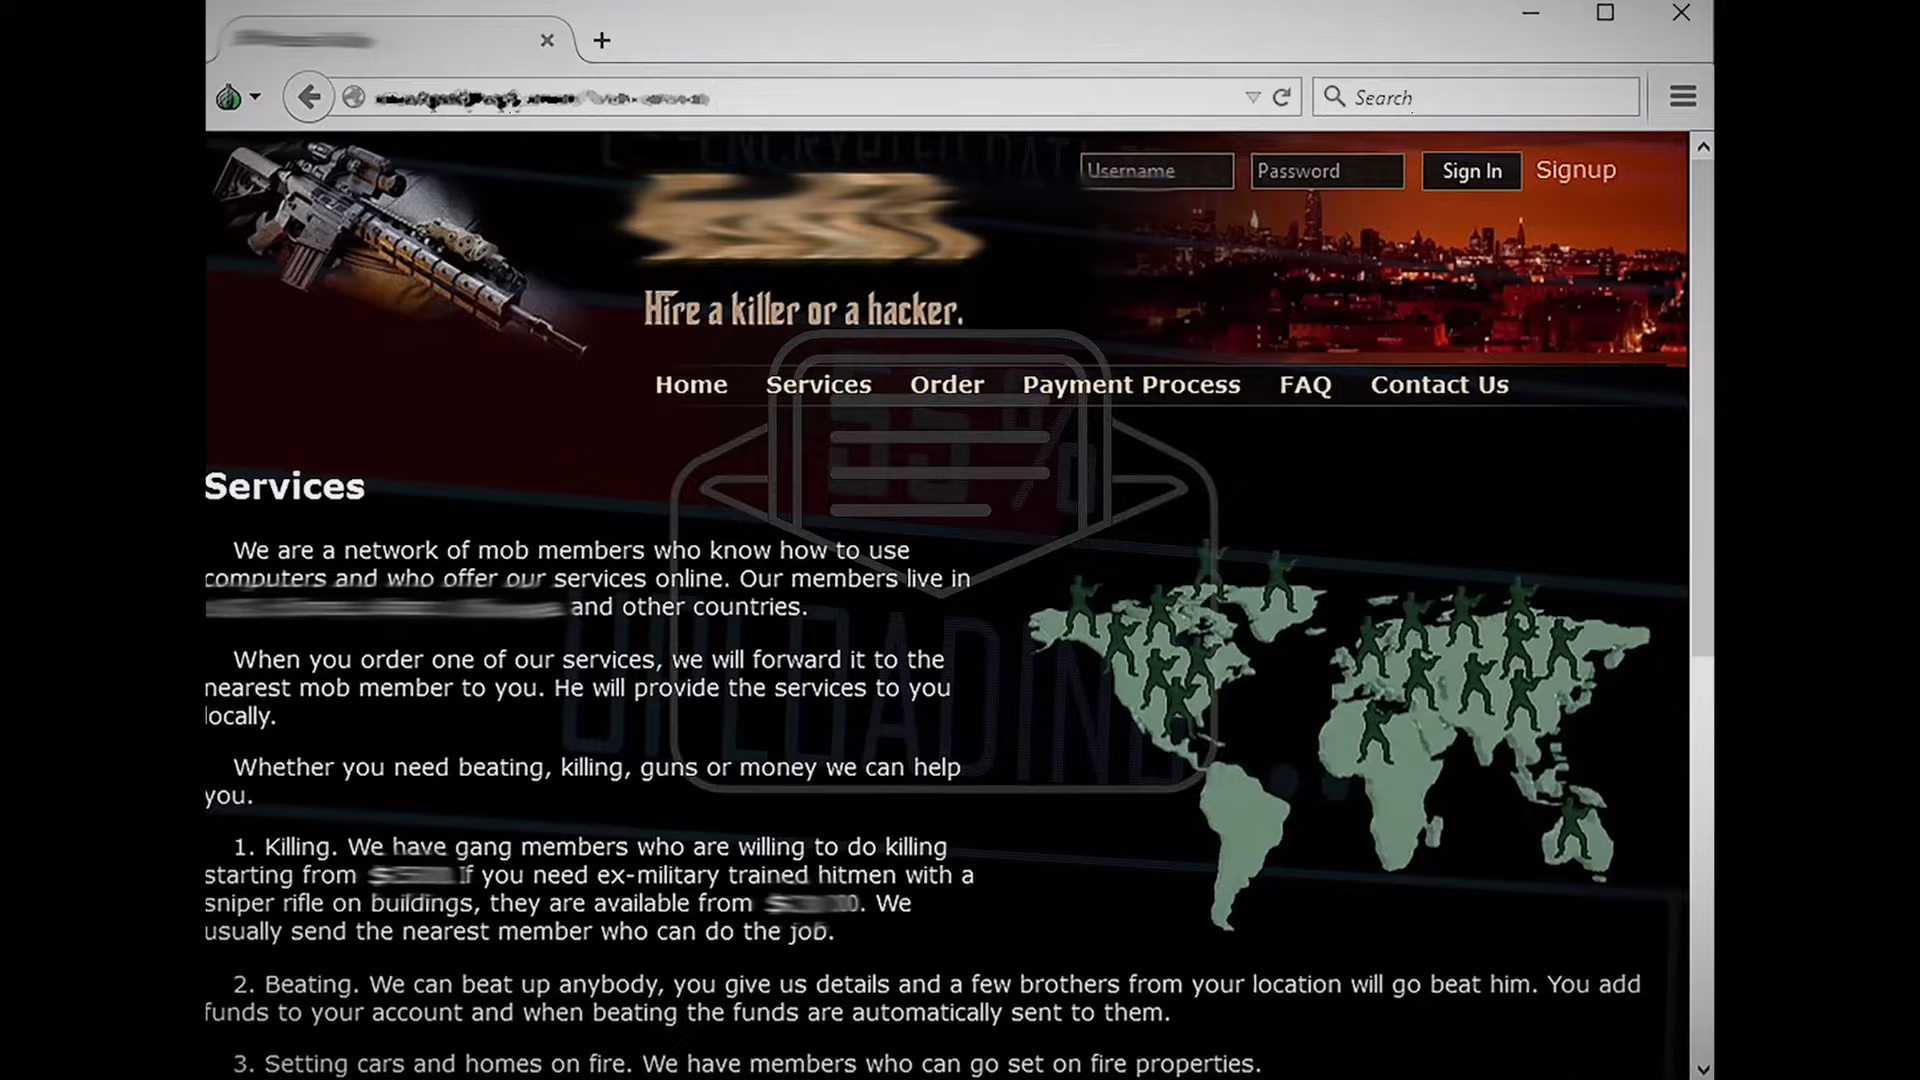 Search
ENCRYPTED DAT
Username
Password
Sign In
Signup
Hire a killer or a hacker.
Home
Services
Order
Payment Process
FAQ
Contact Us
Services
We are a network of mob members who know how to use
computers and who offer our services online. Our members live in
and other countries.
When you order one of our services, we will forward it to the
nearest mob member to you. He will provide the services to you
locally.
Whether you need beating, killing, guns or money we can help
you.
1. Killing. We have gang members who are willing to do killing
starting from If you need ex-military trained hitmen with a
sniper rifle on buildings, they are available from . We
usually send the nearest member who can do the job.
2. Beating. We can beat up anybody, you give us details and a few brothers from your location will go beat him. You add
funds to your account and when beating the funds are automatically sent to them.
3. Setting cars and homes on fire. We have members who can go set on fire properties.
UPLOADING...